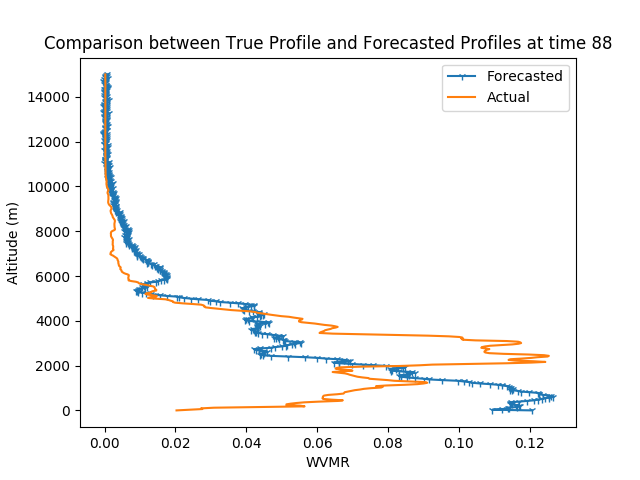 Comparison between True Profile and Forecasted Profiles at time 88
Forecasted
Actual
14000
12000
10000
8000
6000
4000
2000
0
Altitude (m)
0.00 0.02 0.04 0.06 0.08 0.10 0.12
WVMR